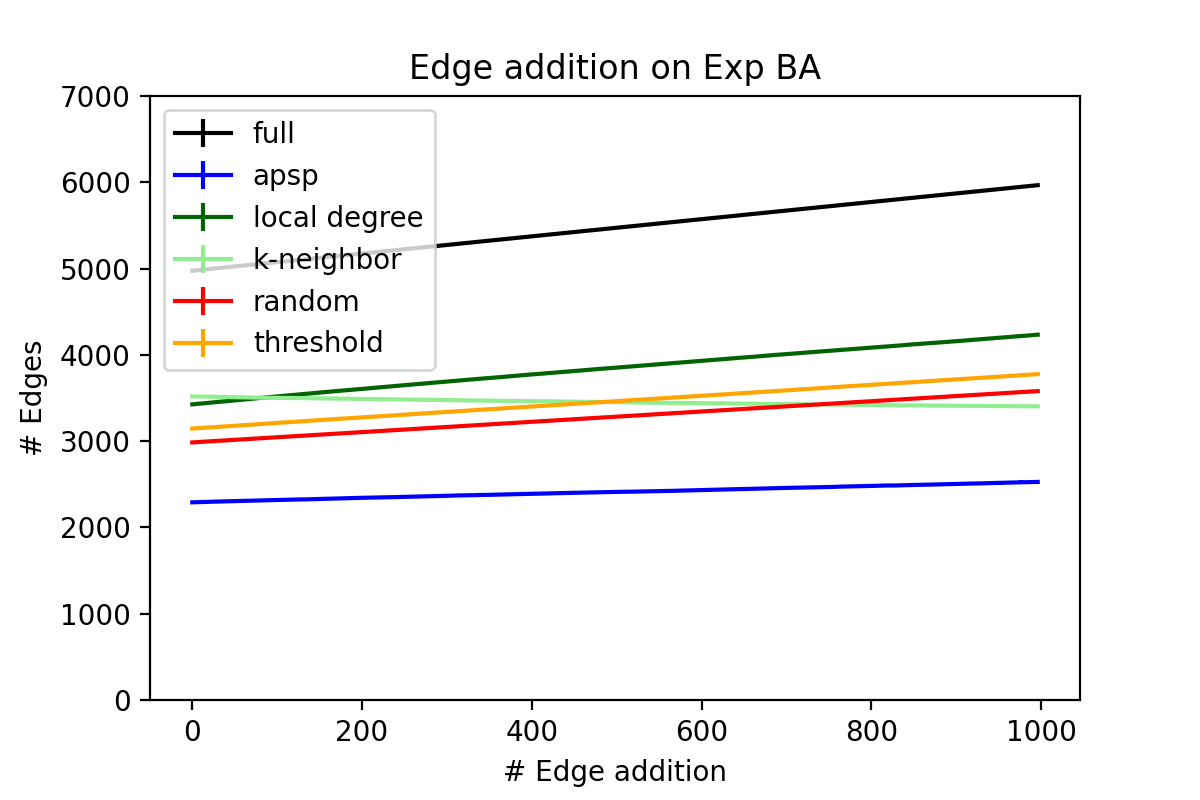 Edge addition on Exp BA
7000
6000
5000
4000
3000
2000
1000
0
# Edges
full
apsp
local degree
k-neighbor
random
threshold
0 200 400 600 800 1000
# Edge addition